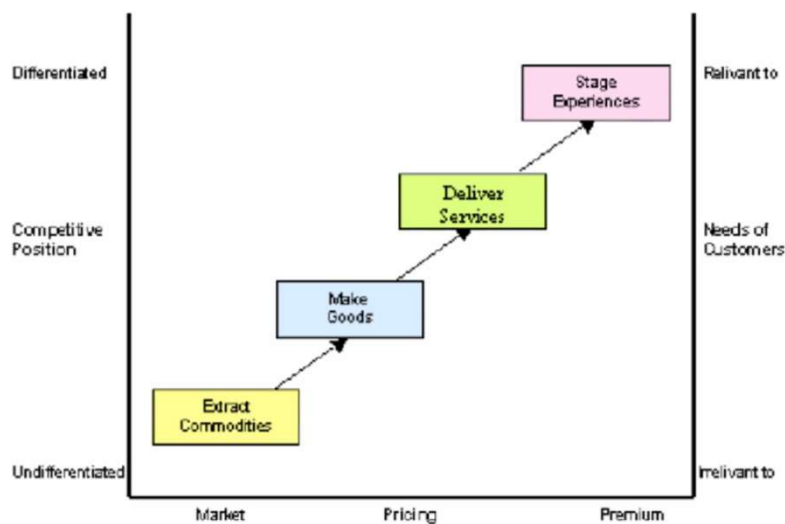 Differentiated
Stage
Experiences
Relivant to
Deliver
Services
Competitive
Position
Needs of
Customers
Make
Goods
Extract
Commodities
Undifferentiated
Irrelivant to
Market
Pricing
Premium